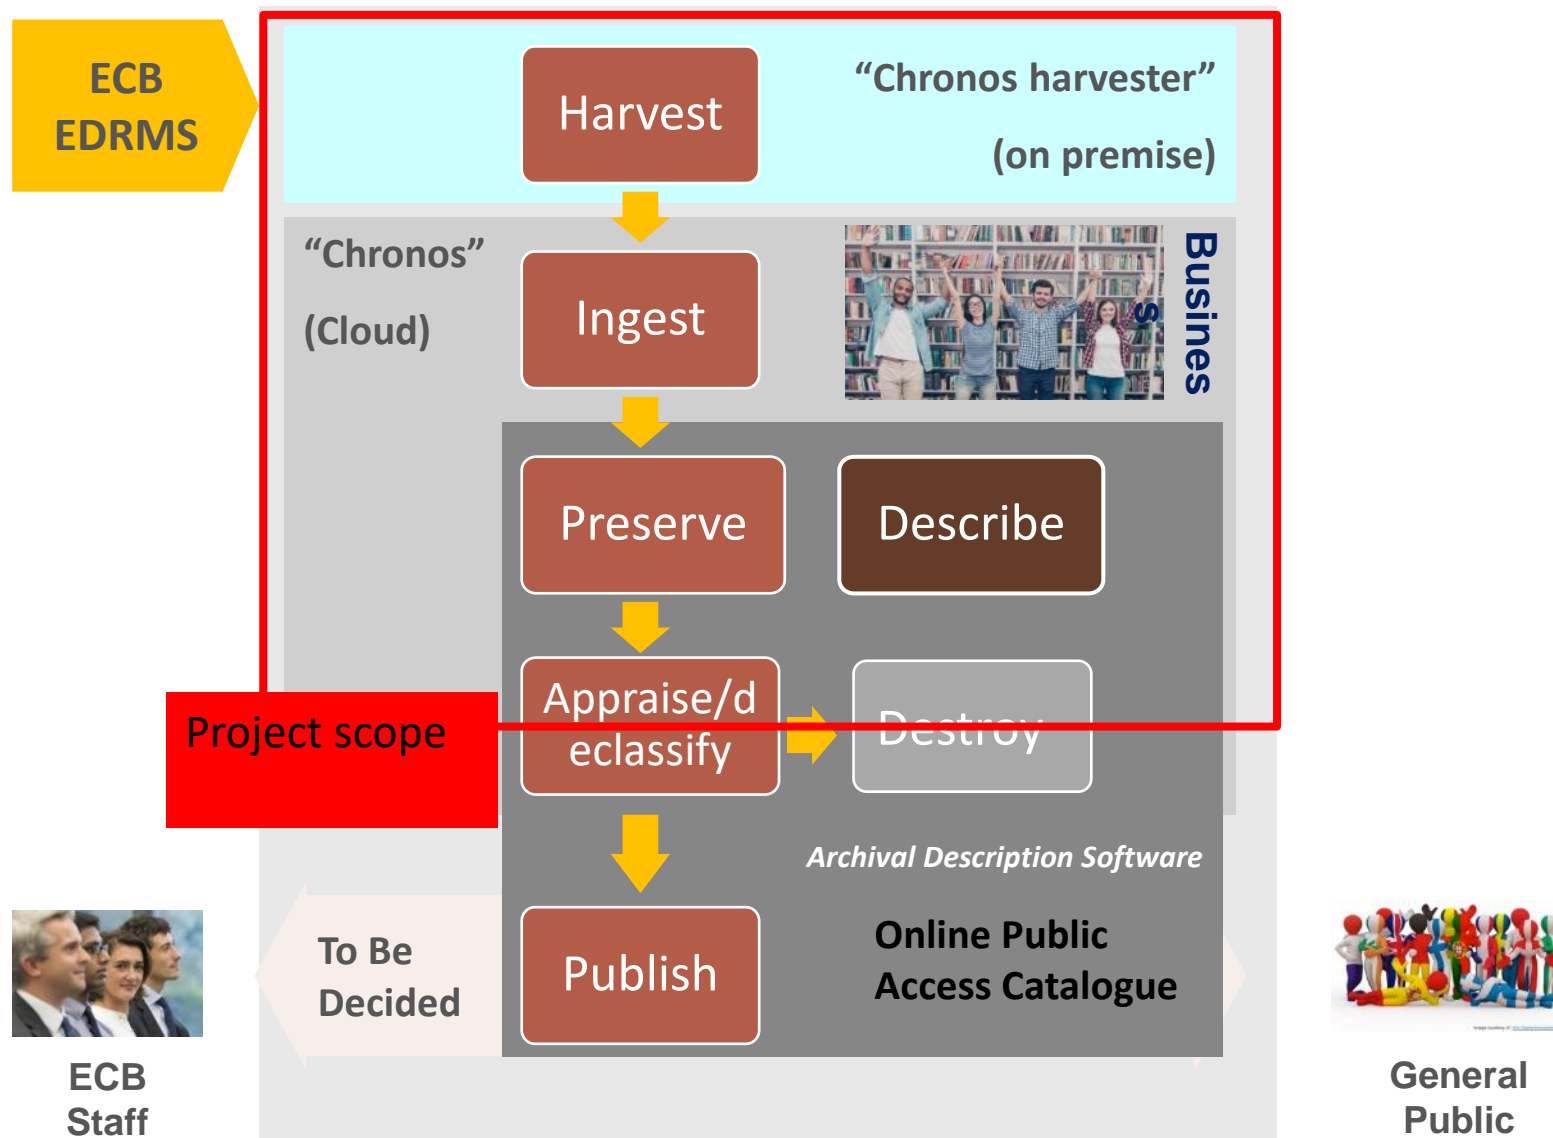 ECB
EDRMS
Harvest
“Chronos harvester”
(on premise)
“Chronos”
(Cloud)
Ingest
Busines
s
Preserve
Describe
Appraise/d
eclassify
Destroy
Project scope
Archival Description Software
To Be
Decided
Publish
Online Public
Access Catalogue
ECB
Staff
General
Public